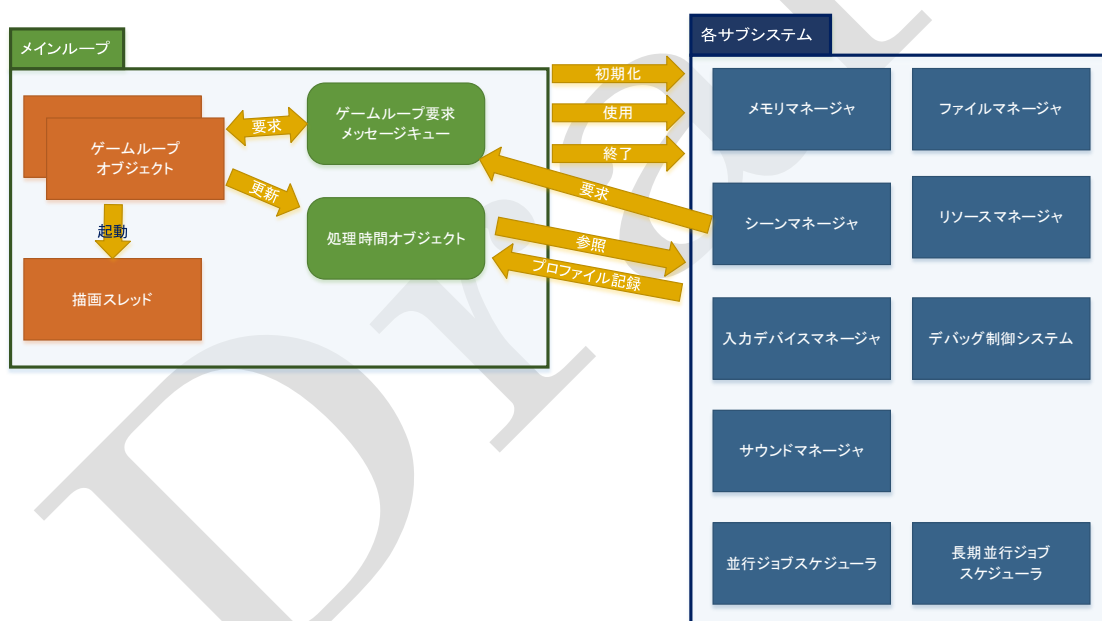 メインループ
各サブシステム
ゲームループ
オブジェクト
要求
ゲームループ要求
メッセージキュー
更新
処理時間オブジェクト
起動
描画スレッド
初期化
使用
終了
要求
参照
プロファイル記録
メモリマネージャ
ファイルマネージャ
シーンマネージャ
リソースマネージャ
入力デバイスマネージャ
デバッグ制御システム
サウンドマネージャ
並行ジョブスケジューラ
長期並行ジョブ
スケジューラ
Draft